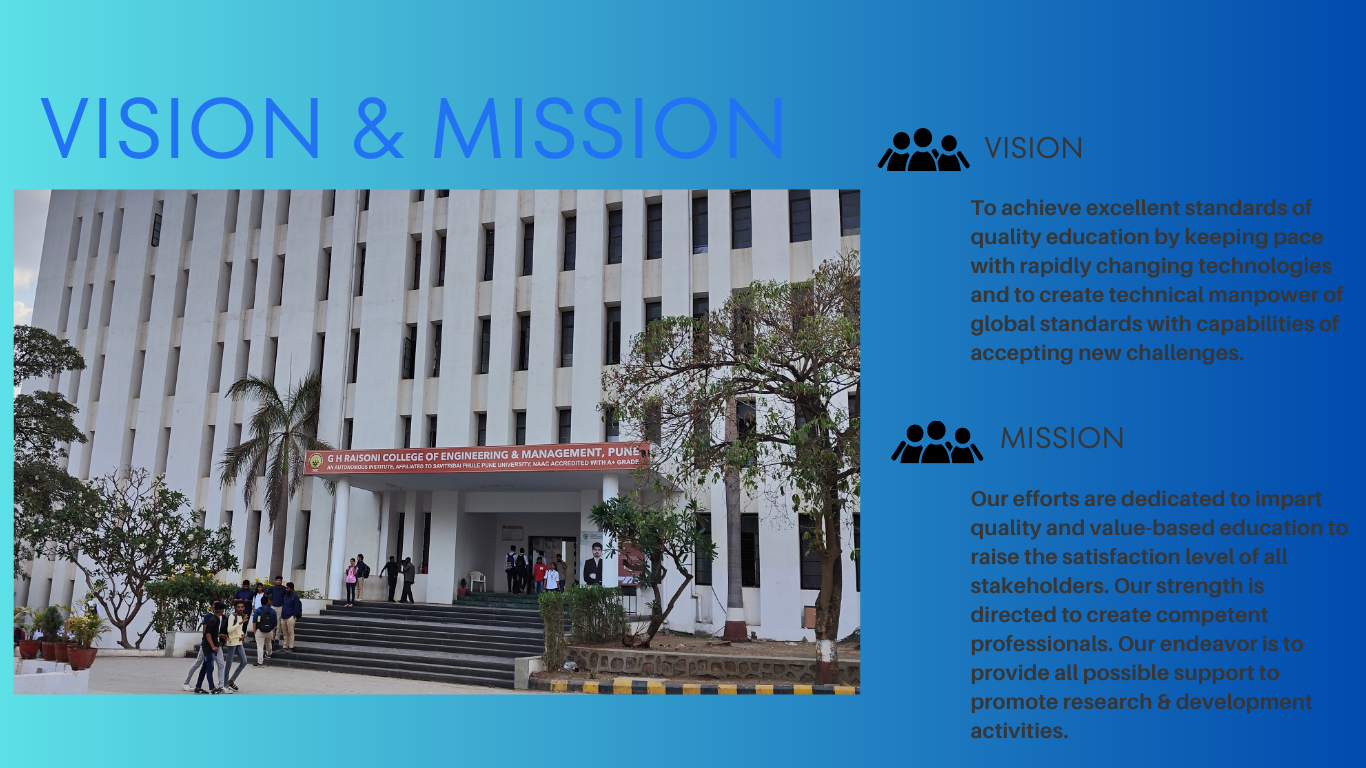 VISION & MISSION
VISION
To achieve excellent standards of
quality education by keeping pace
with rapidly changing technologies
and to create technical manpower of
global standards with capabilities of
accepting new challenges.
G H RAISONI COLLEGE OF ENGINEERING & MANAGEMENT, PUNE
AN AUTONOMOUS INSTITUTE, AFFILIATED TO SAVITRIBAI PHULE PUNE UNIVERSITY, NAAC ACCREDITED WITH A+ GRADE
MISSION
Our efforts are dedicated to impart
quality and value-based education to
raise the satisfaction level of all
stakeholders. Our strength is
directed to create competent
professionals. Our endeavor is to
provide all possible support to
promote research & development
activities.